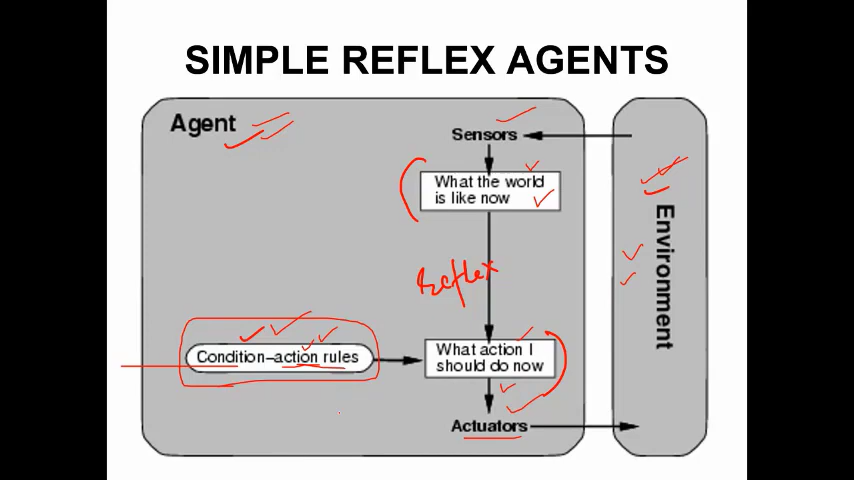 SIMPLE REFLEX AGENTS
Agent
Sensors
What the world
is like now
Reflex
Environment
Condition–action rules
What action I
should do now
Actuators